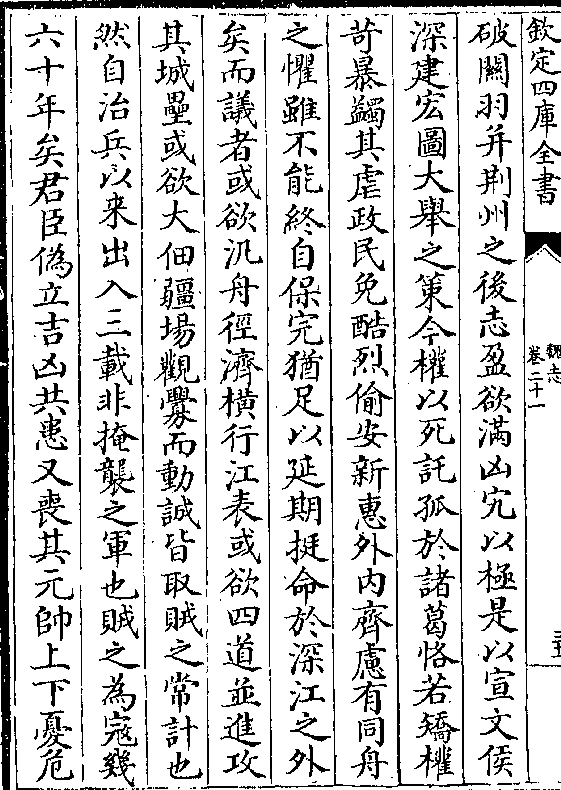 欽定四庫全書
魏志
卷二十一
破關羽并荆州之後志盈欲滿凶宄以極是以宣文侯
深建宏圖大舉之策今權以死託孤於諸葛恪若矯權
苛暴蠲其虐政民免酷烈偷安新惠外内齊慮有同舟
之懼雖不能終自保完猶足以延期挺命於深江之外
矣而議者或欲汎舟徑濟横行江表或欲四道並進攻
其城壘或欲大佃疆埸觀釁而動誠皆取賊之常計也
然自治兵以来出入三載非掩襲之軍也賊之為寇幾
六十年矣君臣偽立吉凶共患又喪其元帥上下憂危